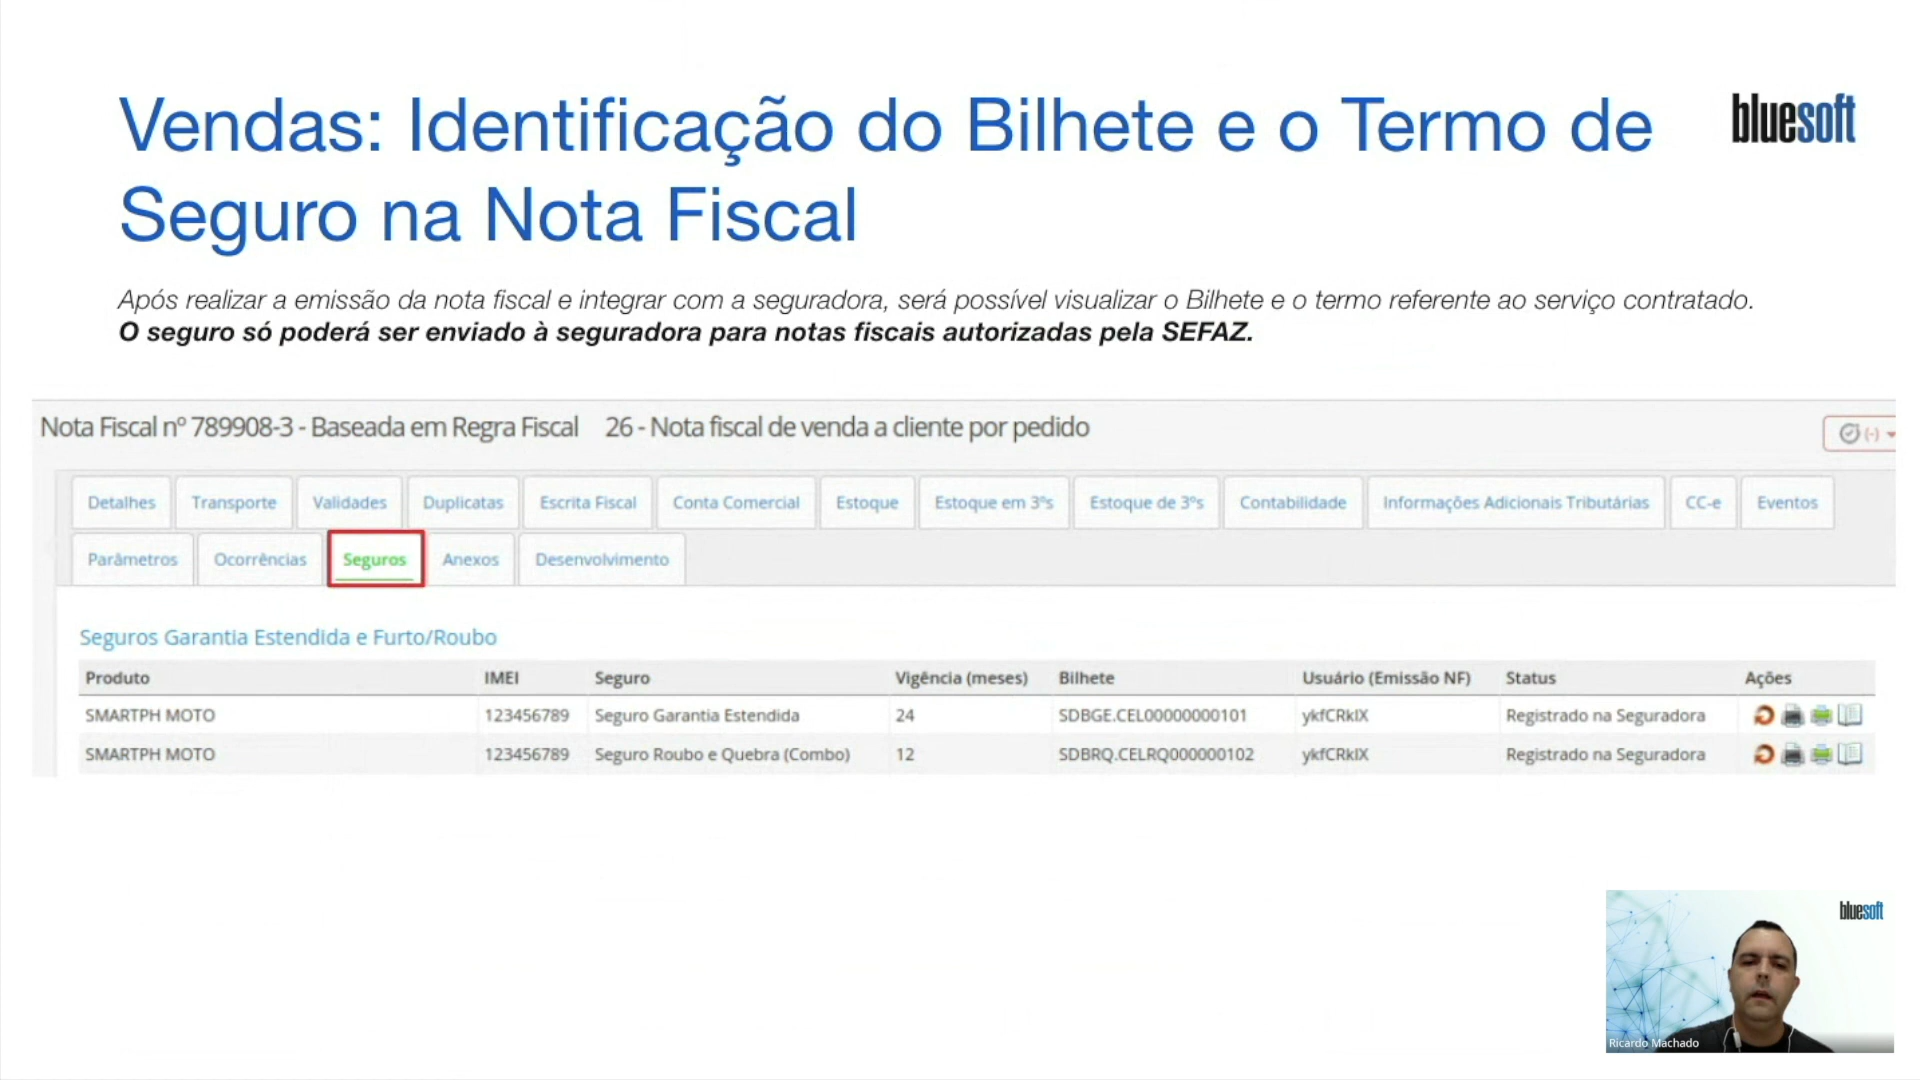 Vendas: Identificação do Bilhete e o Termo de
Seguro na Nota Fiscal
bluesoft
Após realizar a emissão da nota fiscal e integrar com a seguradora, será possível visualizar o Bilhete e o termo referente ao serviço contratado.
O seguro só poderá ser enviado à seguradora para notas fiscais autorizadas pela SEFAZ.
Nota Fiscal nº 789908-3 - Baseada em Regra Fiscal 26 - Nota fiscal de venda a cliente por pedido
(-)
Detalhes Transporte Validades Duplicatas Escrita Fiscal Conta Comercial Estoque Estoque em 3ºs Estoque de 3ºs Contabilidade Informações Adicionais Tributárias CC-e Eventos
Parâmetros Ocorrências Seguros Anexos Desenvolvimento
Seguros Garantia Estendida e Furto/Roubo
Produto IMEI Seguro Vigência (meses) Bilhete Usuário (Emissão NF) Status Ações
SMARTPH MOTO 123456789 Seguro Garantia Estendida 24 SDBGE.CEL00000000101 ykfCRkIX Registrado na Seguradora
SMARTPH MOTO 123456789 Seguro Roubo e Quebra (Combo) 12 SDBRQ.CELRQ000000102 ykfCRkIX Registrado na Seguradora
bluesoft
Ricardo Machado